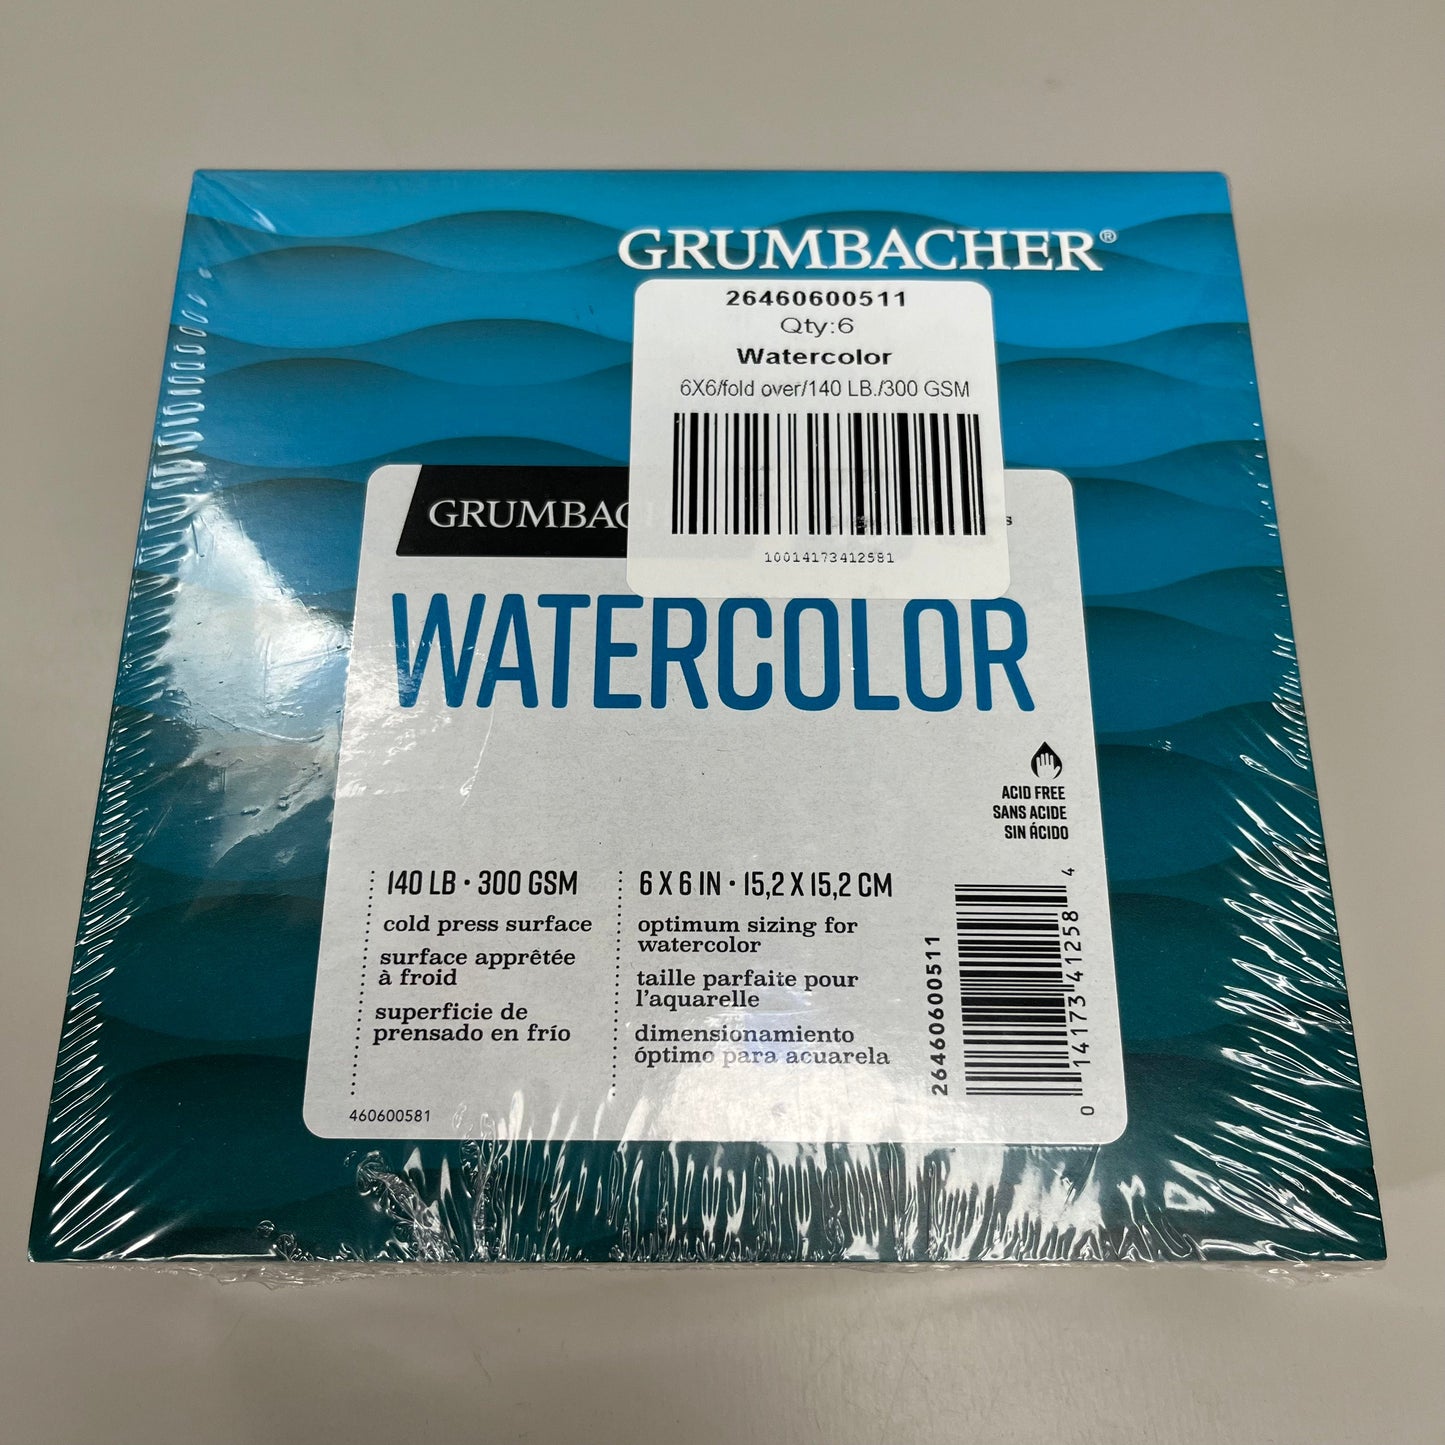 GRUMBACHER®
26460600511
Qty:6
Watercolor
6X6/fold over/140 LB./300 GSM
10014173412581
GRUMBAC
s
WATERCOLOR
ACID FREE
SANS ACIDE
SIN ÁCIDO
140 LB • 300 GSM
cold press surface
surface apprêtée
à froid
superficie de
prensado en frío
6 X 6 IN • 15,2 X 15,2 CM
optimum sizing for
watercolor
taille parfaite pour
l'aquarelle
dimensionamiento
óptimo para acuarela
26460600511
0 14173 41258 4
460600581